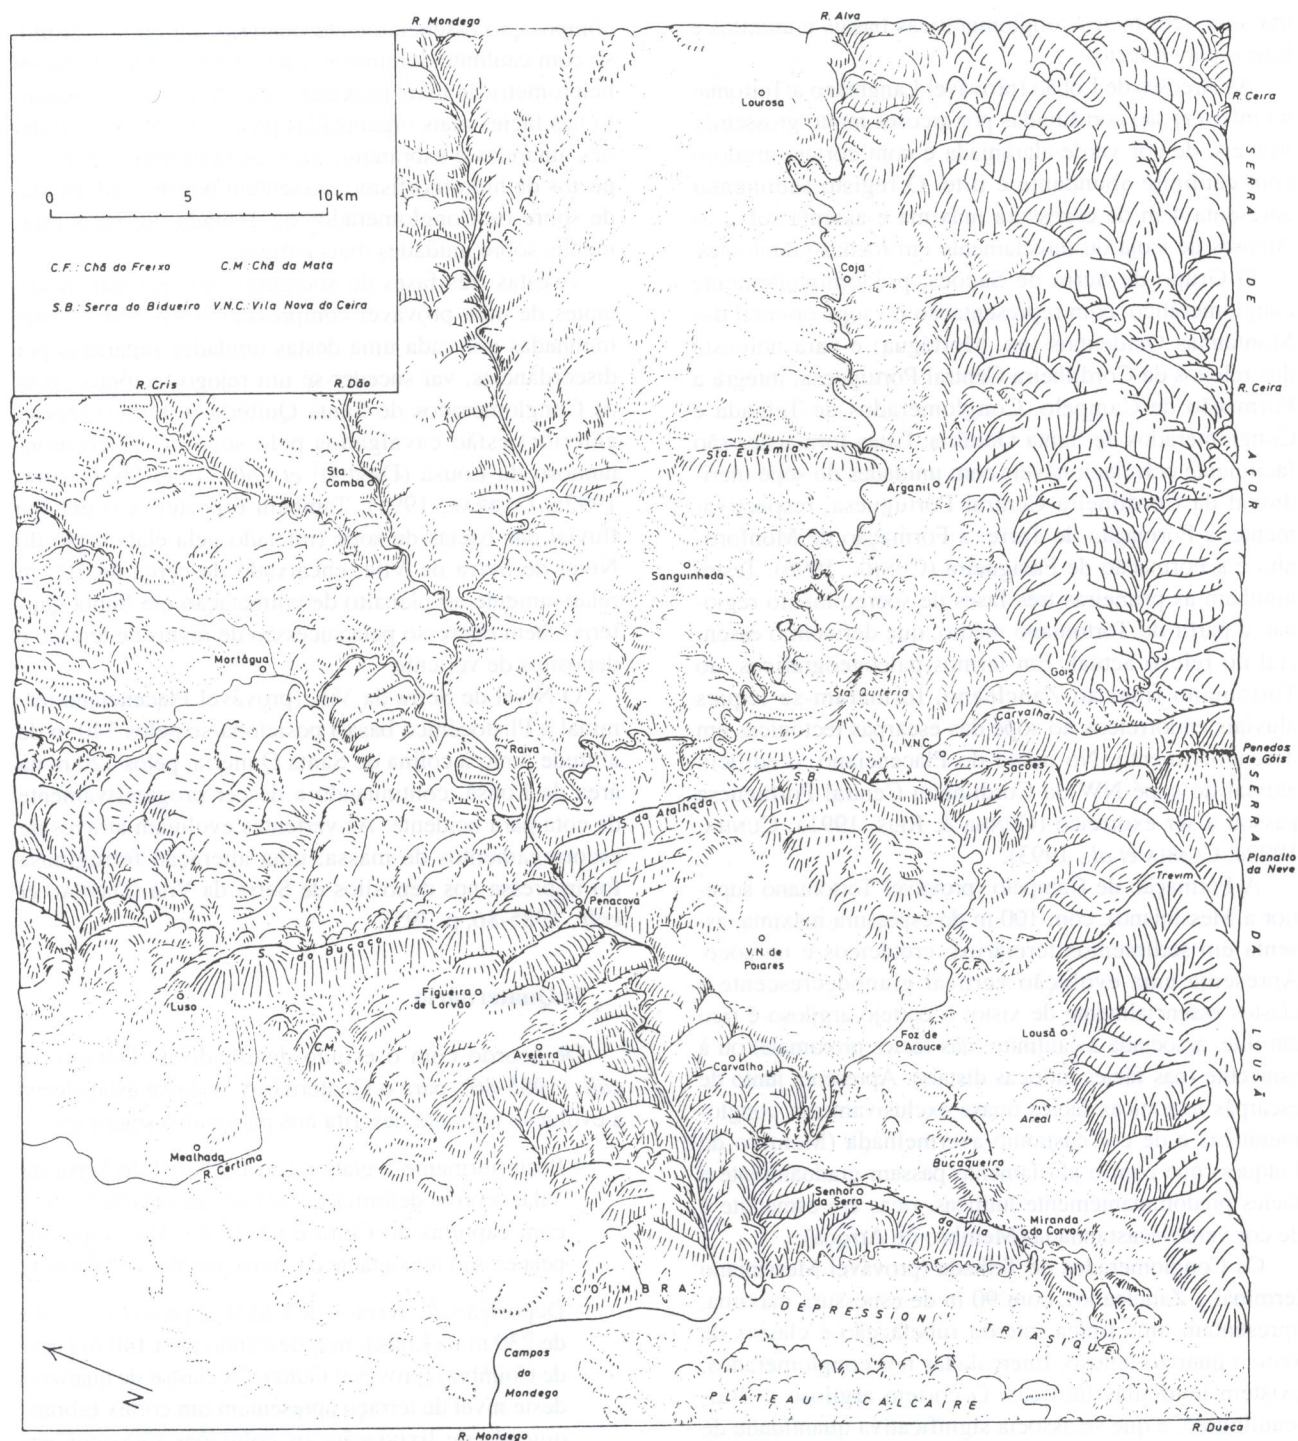 R. Mondego
R. Alva
Lourosa
R. Ceira
SERRA DE AÇOR
0 5 10 km
C.F.: Chã do Freixo C.M: Chã da Mata
S.B.: Serra do Bidueiro V.N.C.: Vila Nova do Ceira
Coja
R. Cris
R. Dão
R. Ceira
Sta. Eufémia
Sta.
Comba
Arganil
Sanguinheda
Mortágua
Góis
Sta. Quitéria
Carvalhal
V.N.C.
Raiva
Penedos
de Góis
Sacões
S.B.
S. da Atalhada
SERRA DA LOUSÃ
Planalto
da Neve
Trevim
Penacova
S. do Buçaco
V.N. de
Poiares
C.F.
Luso
Figueira
de Lorvão
Lousã
C.M.
Aveleira
Foz de
Arouce
Carvalho
Areal
Mealhada
R. Cértima
Buçaqueiro
Senhor
da Serra
S. da Vila
Miranda
do Corvo
COIMBRA
DÉPRESSION TRIASIQUE
Campos
do
Mondego
PLATEAU CALCAIRE
N
R. Mondego
R. Dueça